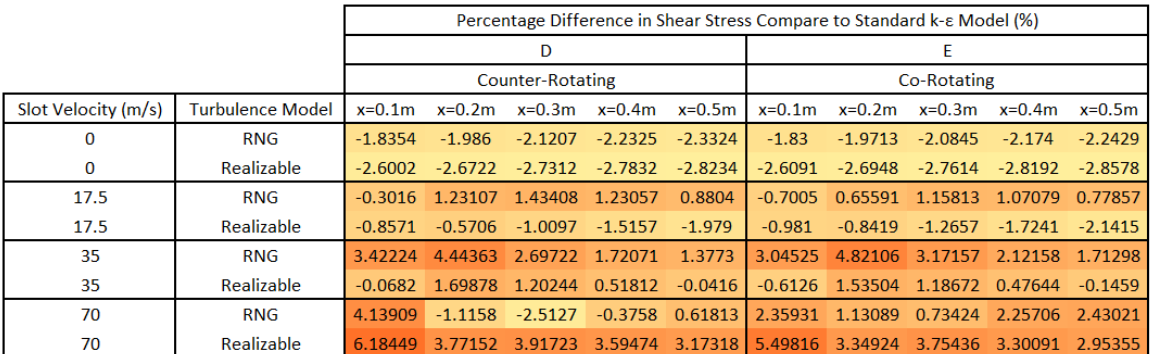 Percentage Difference in Shear Stress Compare to Standard k-ε Model (%)
D E
Counter-Rotating Co-Rotating
Slot Velocity (m/s) Turbulence Model x=0.1m x=0.2m x=0.3m x=0.4m x=0.5m x=0.1m x=0.2m x=0.3m x=0.4m x=0.5m
0 RNG -1.8354 -1.986 -2.1207 -2.2325 -2.3324 -1.83 -1.9713 -2.0845 -2.174 -2.2429
0 Realizable -2.6002 -2.6722 -2.7312 -2.7832 -2.8234 -2.6091 -2.6948 -2.7614 -2.8192 -2.8578
17.5 RNG -0.3016 1.23107 1.43408 1.23057 0.8804 -0.7005 0.65591 1.15813 1.07079 0.77857
17.5 Realizable -0.8571 -0.5706 -1.0097 -1.5157 -1.979 -0.981 -0.8419 -1.2657 -1.7241 -2.1415
35 RNG 3.42224 4.44363 2.69722 1.72071 1.3773 3.04525 4.82106 3.17157 2.12158 1.71298
35 Realizable -0.0682 1.69878 1.20244 0.51812 -0.0416 -0.6126 1.53504 1.18672 0.47644 -0.1459
70 RNG 4.13909 -1.1158 -2.5127 -0.3758 0.61813 2.35931 1.13089 0.73424 2.25706 2.43021
70 Realizable 6.18449 3.77152 3.91723 3.59474 3.17318 5.49816 3.34924 3.75436 3.30091 2.95355